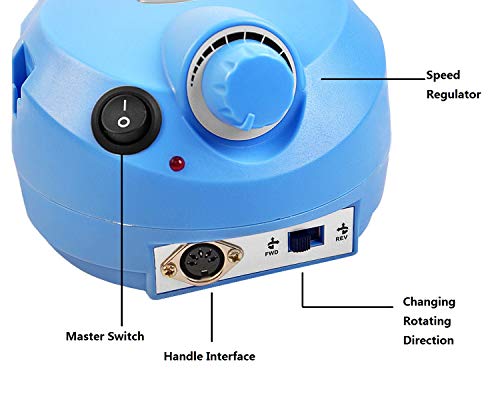 Speed
Regulator
I
O
FWD
REV
Changing
Rotating
Direction
Master Switch
Handle Interface